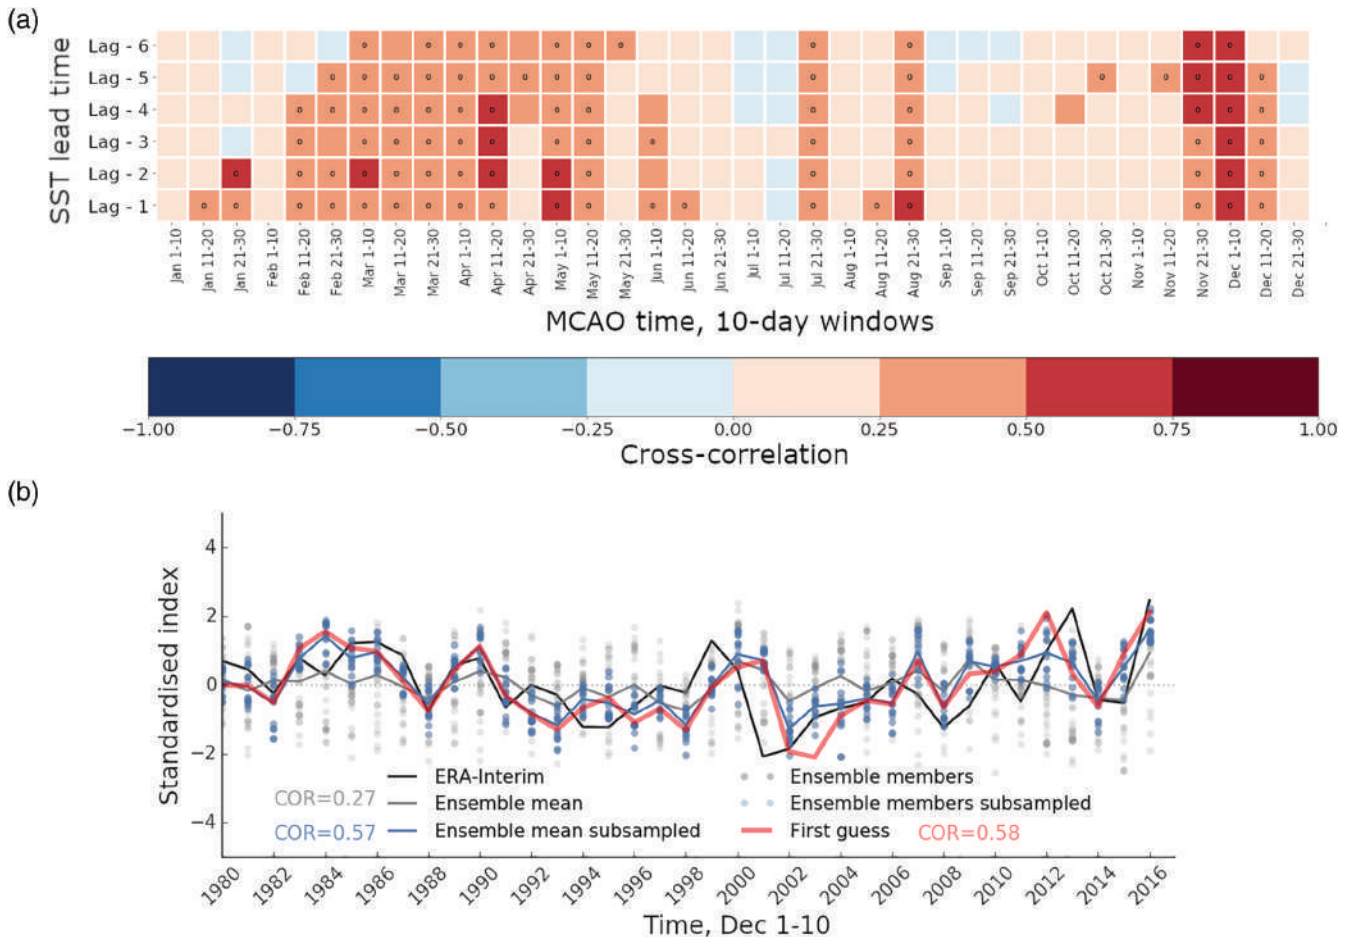 (a)
SST lead time
Lag - 6
Lag - 5
Lag - 4
Lag - 3
Lag - 2
Lag - 1
Jan 1-10
Jan 11-20
Jan 21-30
Feb 1-10
Feb 11-20
Feb 21-30
Mar 1-10
Mar 11-20
Mar 21-30
Apr 1-10
Apr 11-20
Apr 21-30
May 1-10
May 11-20
May 21-30
Jun 1-10
Jun 11-20
Jun 21-30
Jul 1-10
Jul 11-20
Jul 21-30
Aug 1-10
Aug 11-20
Aug 21-30
Sep 1-10
Sep 11-20
Sep 21-30
Oct 1-10
Oct 11-20
Oct 21-30
Nov 1-10
Nov 11-20
Nov 21-30
Dec 1-10
Dec 11-20
Dec 21-30
MCAO time, 10-day windows
−1.00 −0.75 −0.50 −0.25 0.00 0.25 0.50 0.75 1.00
Cross-correlation
(b)
Standardised index
4
2
0
−2
−4
ERA-Interim
Ensemble members
COR=0.27 Ensemble mean
Ensemble members subsampled
COR=0.57 Ensemble mean subsampled
First guess COR=0.58
1980 1982 1984 1986 1988 1990 1992 1994 1996 1998 2000 2002 2004 2006 2008 2010 2012 2014 2016
Time, Dec 1-10